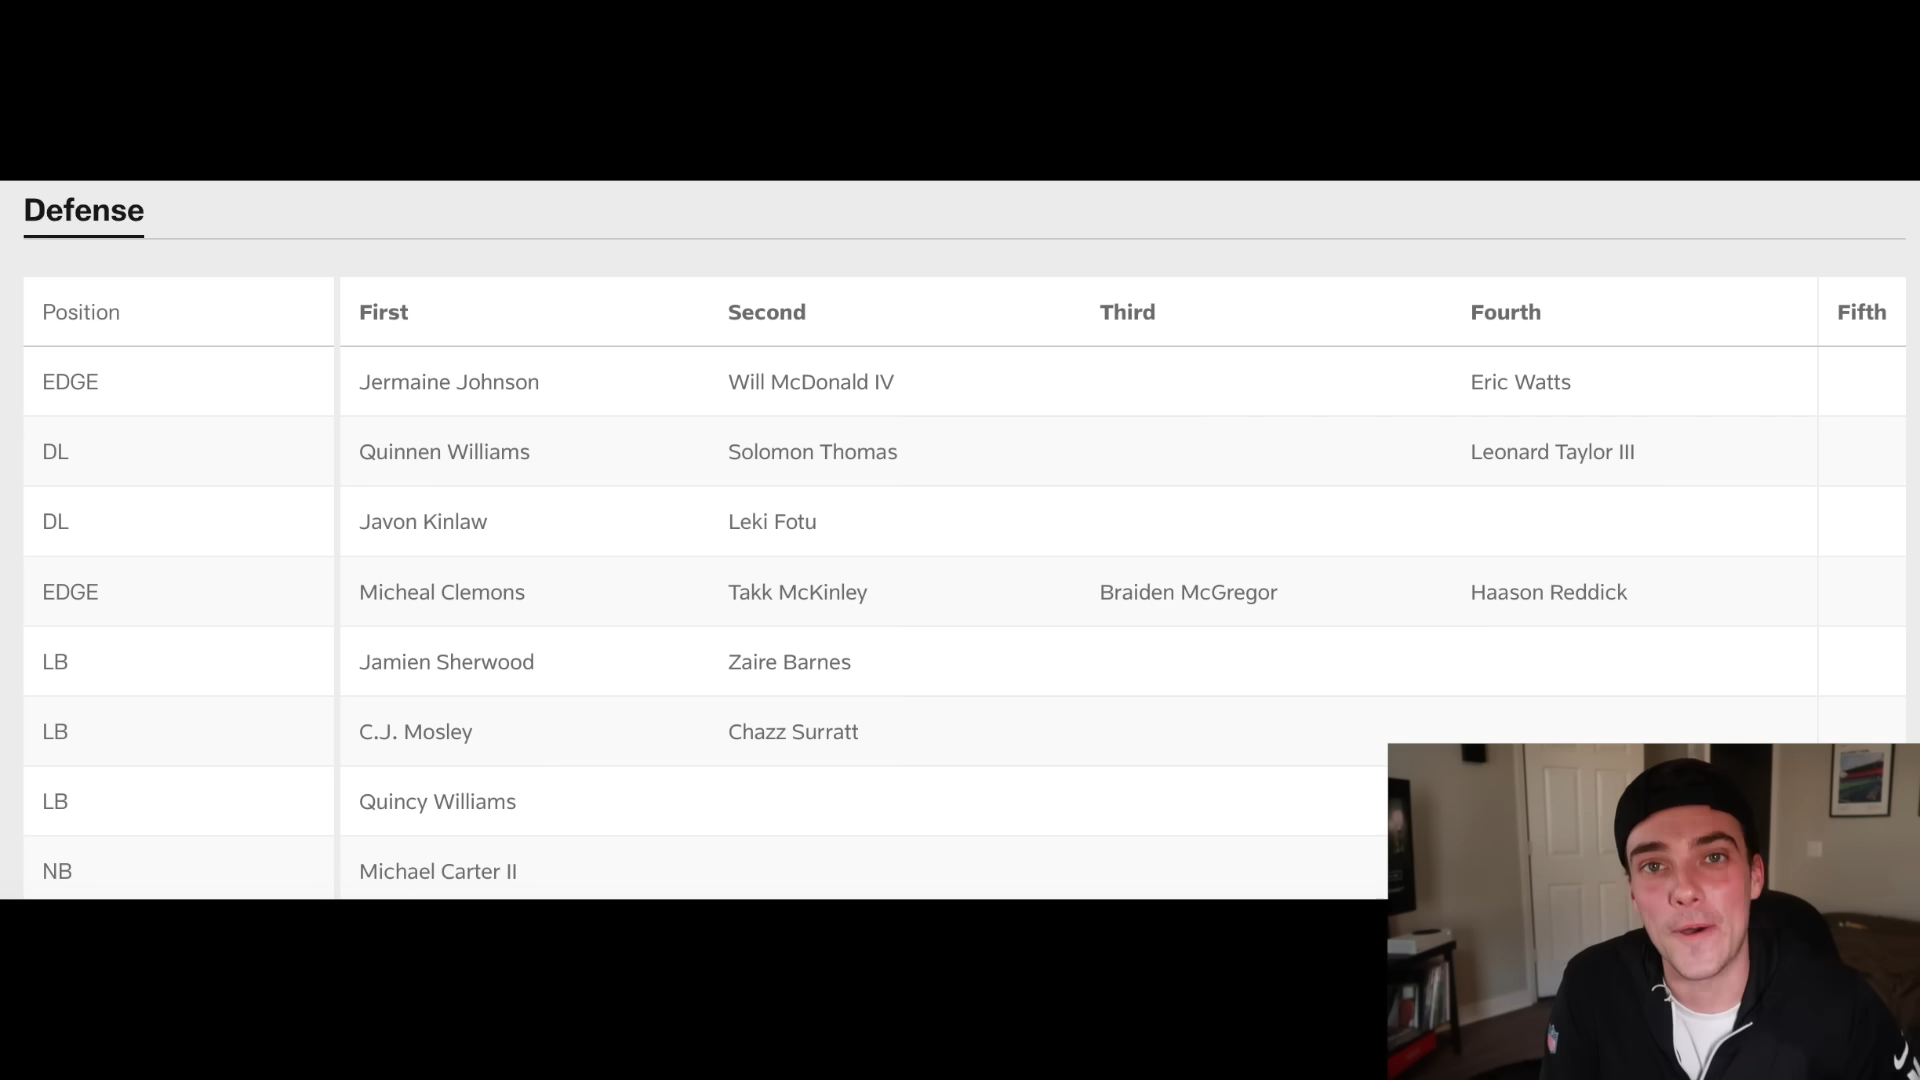 Defense
Position First Second Third Fourth Fifth
EDGE Jermaine Johnson Will McDonald IV Eric Watts
DL Quinnen Williams Solomon Thomas Leonard Taylor III
DL Javon Kinlaw Leki Fotu
EDGE Micheal Clemons Takk McKinley Braiden McGregor Haason Reddick
LB Jamien Sherwood Zaire Barnes
LB C.J. Mosley Chazz Surratt
LB Quincy Williams
NB Michael Carter II